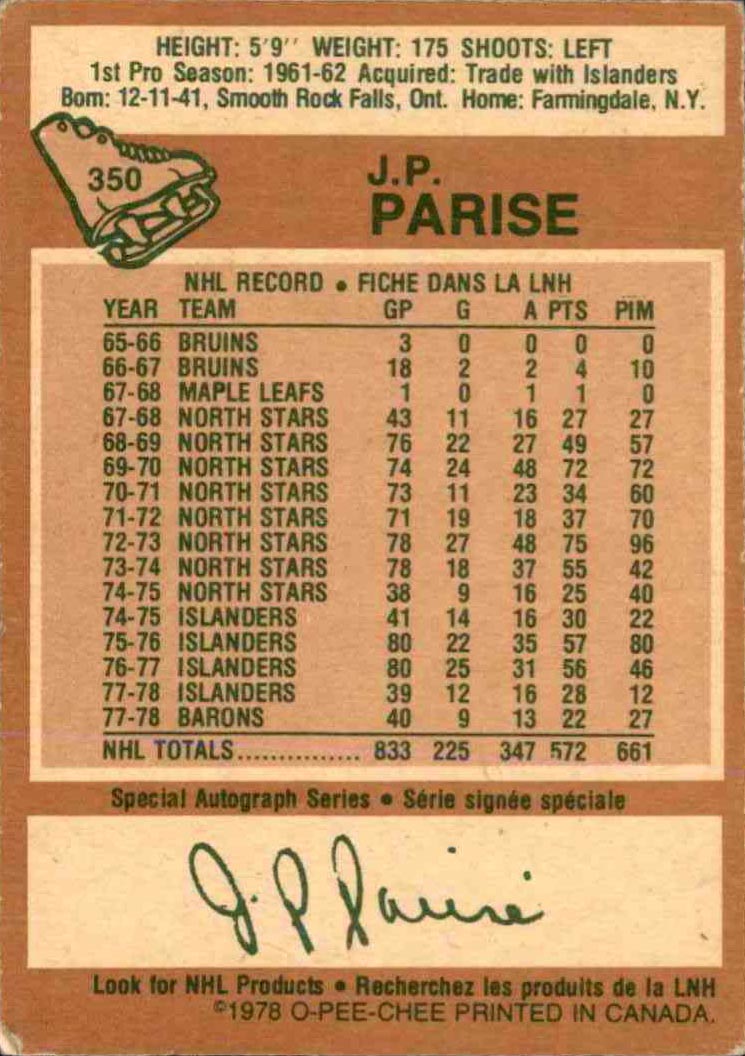 HEIGHT: 5'9'' WEIGHT: 175 SHOOTS: LEFT
1st Pro Season: 1961-62 Acquired: Trade with Islanders
Born: 12-11-41, Smooth Rock Falls, Ont. Home: Farmingdale, N.Y.
350
J.P.
PARISE
NHL RECORD • FICHE DANS LA LNH
YEAR TEAM GP G A PTS PIM
65-66 BRUINS 3 0 0 0 0
66-67 BRUINS 18 2 2 4 10
67-68 MAPLE LEAFS 1 0 1 1 0
67-68 NORTH STARS 43 11 16 27 27
68-69 NORTH STARS 76 22 27 49 57
69-70 NORTH STARS 74 24 48 72 72
70-71 NORTH STARS 73 11 23 34 60
71-72 NORTH STARS 71 19 18 37 70
72-73 NORTH STARS 78 27 48 75 96
73-74 NORTH STARS 78 18 37 55 42
74-75 NORTH STARS 38 9 16 25 40
74-75 ISLANDERS 41 14 16 30 22
75-76 ISLANDERS 80 22 35 57 80
76-77 ISLANDERS 80 25 31 56 46
77-78 ISLANDERS 39 12 16 28 12
77-78 BARONS 40 9 13 22 27
NHL TOTALS............... 833 225 347 572 661
Special Autograph Series • Série signée spéciale
J. P. Parisé
Look for NHL Products • Recherchez les produits de la LNH
©1978 O-PEE-CHEE PRINTED IN CANADA.